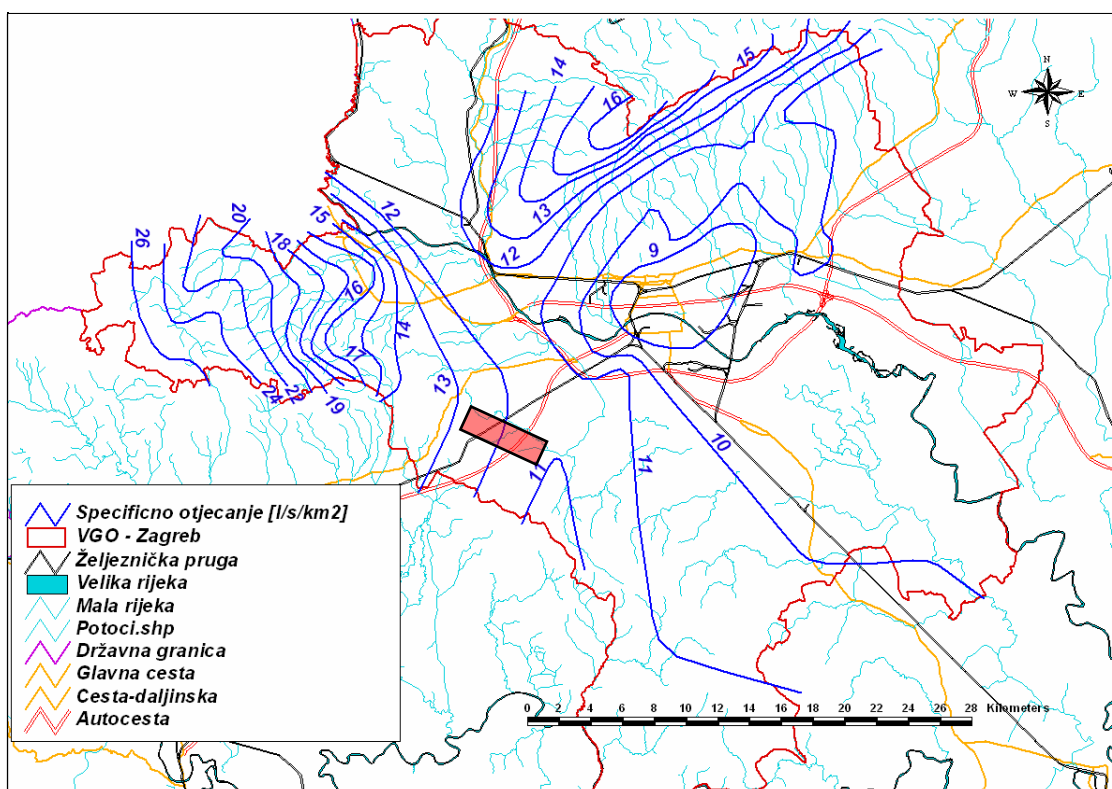 15
14
16
N
W E
S
12
20
15
13
18
26
9
12
16
14
17
13
24
22
19
10
11
11
Specificno otjecanje [l/s/km2]
VGO - Zagreb
Željeznička pruga
Velika rijeka
Mala rijeka
Potoci.shp
Državna granica
Glavna cesta
Cesta-daljinska
Autocesta
0 2 4 6 8 10 12 14 16 18 20 22 24 26 28 Kilometers